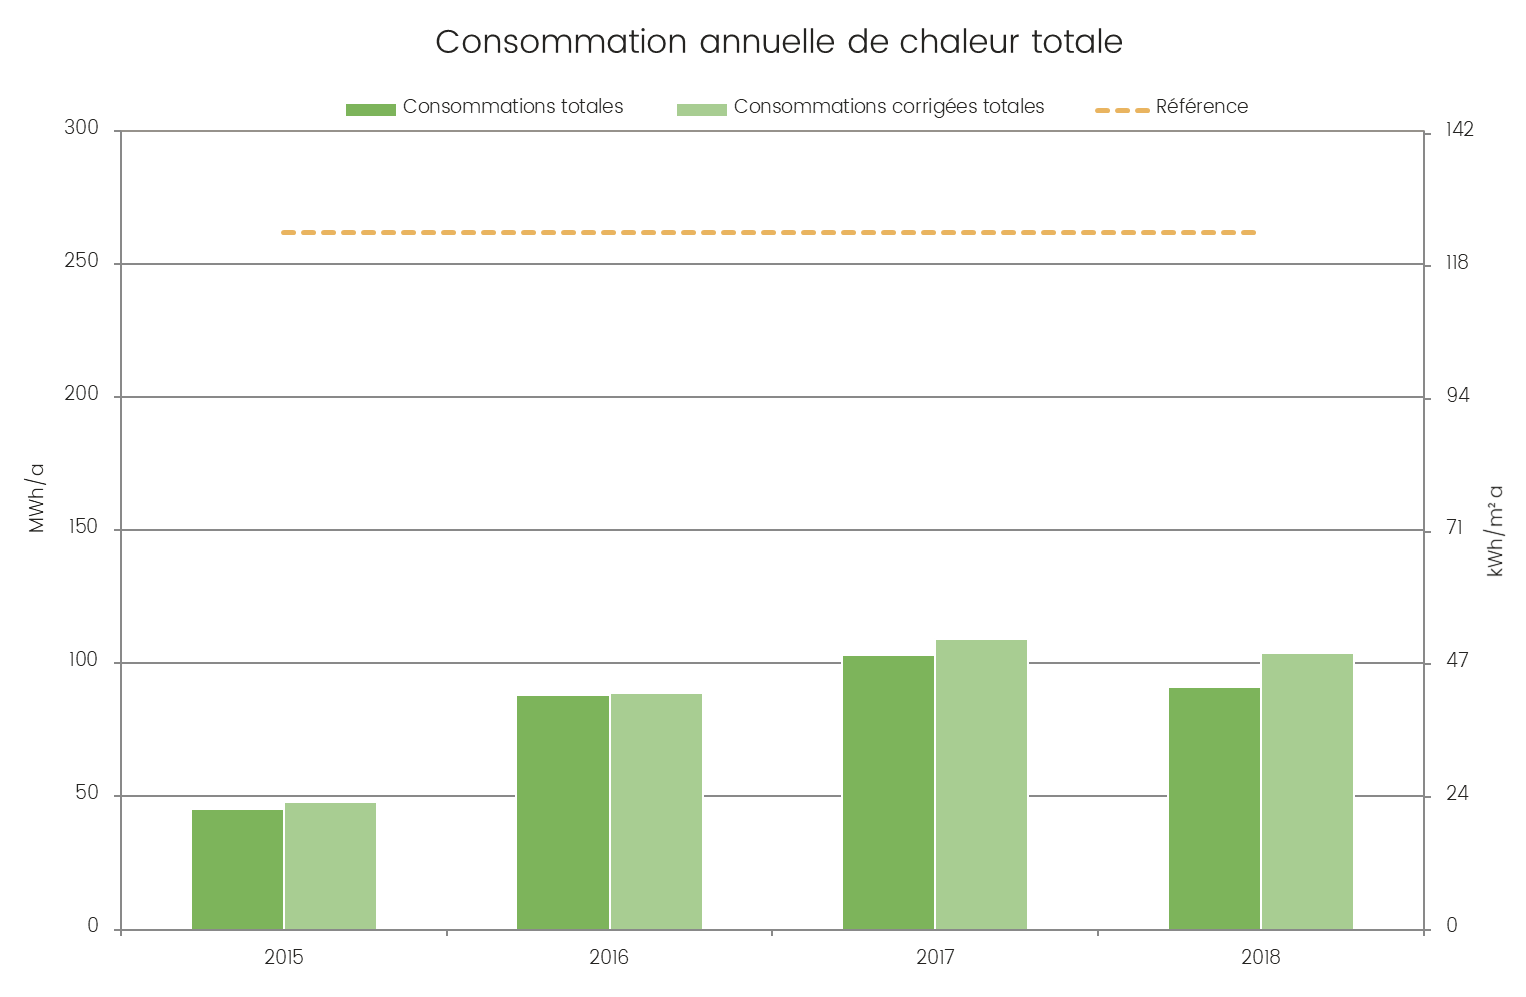 Consommation annuelle de chaleur totale
Consommations totales Consommations corrigées totales Référence
300 142
250 118
200 94
150 71
100 47
50 24
0 0
MWh/a
kWh/m² a
2015 2016 2017 2018